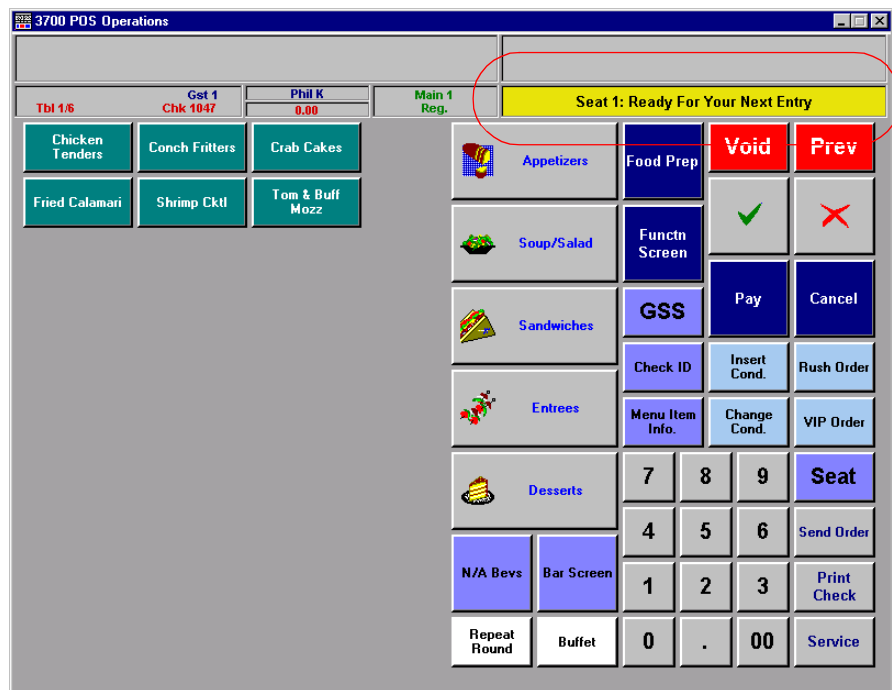 3700 POS Operations
Gst 1
Phil K
Main 1
Tbl 1/6
Chk 1047
0.00
Reg.
Seat 1: Ready For Your Next Entry
Chicken
Tenders
Conch Fritters
Crab Cakes
Fried Calamari
Shrimp Cktl
Tom & Buff
Mozz
Appetizers
Food Prep
Void
Prev
Soup/Salad
Functn
Screen
Sandwiches
GSS
Pay
Cancel
Check ID
Insert
Cond.
Rush Order
Entrees
Menu Item
Info.
Change
Cond.
VIP Order
Desserts
7
8
9
Seat
4
5
6
Send Order
N/A Bevs
Bar Screen
1
2
3
Print
Check
Repeat
Round
Buffet
0
.
00
Service